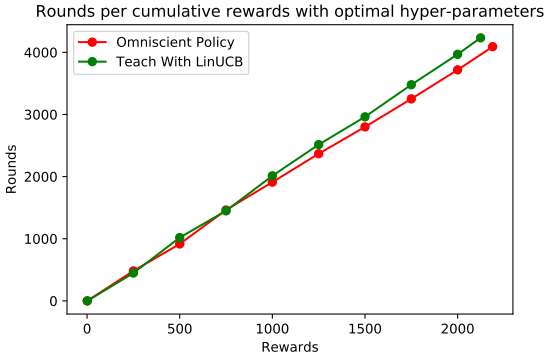 Rounds per cumulative rewards with optimal hyper-parameters
Omniscient Policy
Teach With LinUCB
4000
3000
2000
1000
0
Rounds
0 500 1000 1500 2000
Rewards